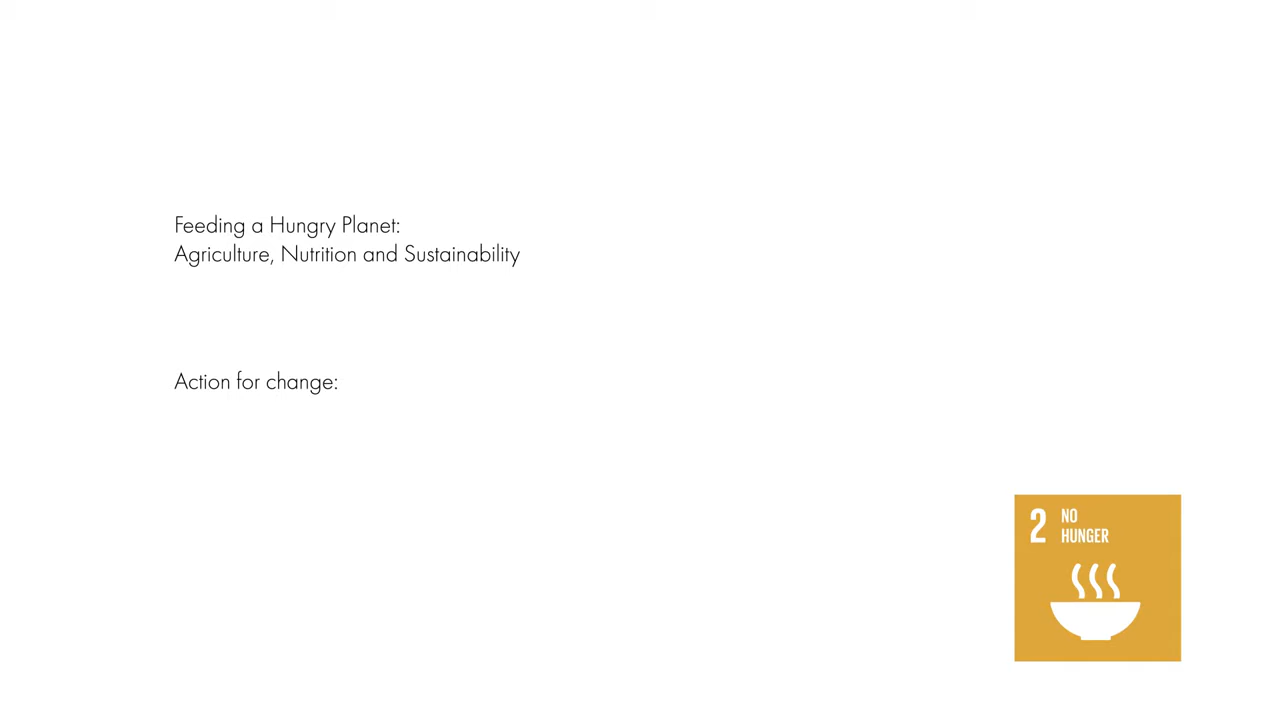 Feeding a Hungry Planet:
Agriculture, Nutrition and Sustainability
Action for change:
2 NO
HUNGER